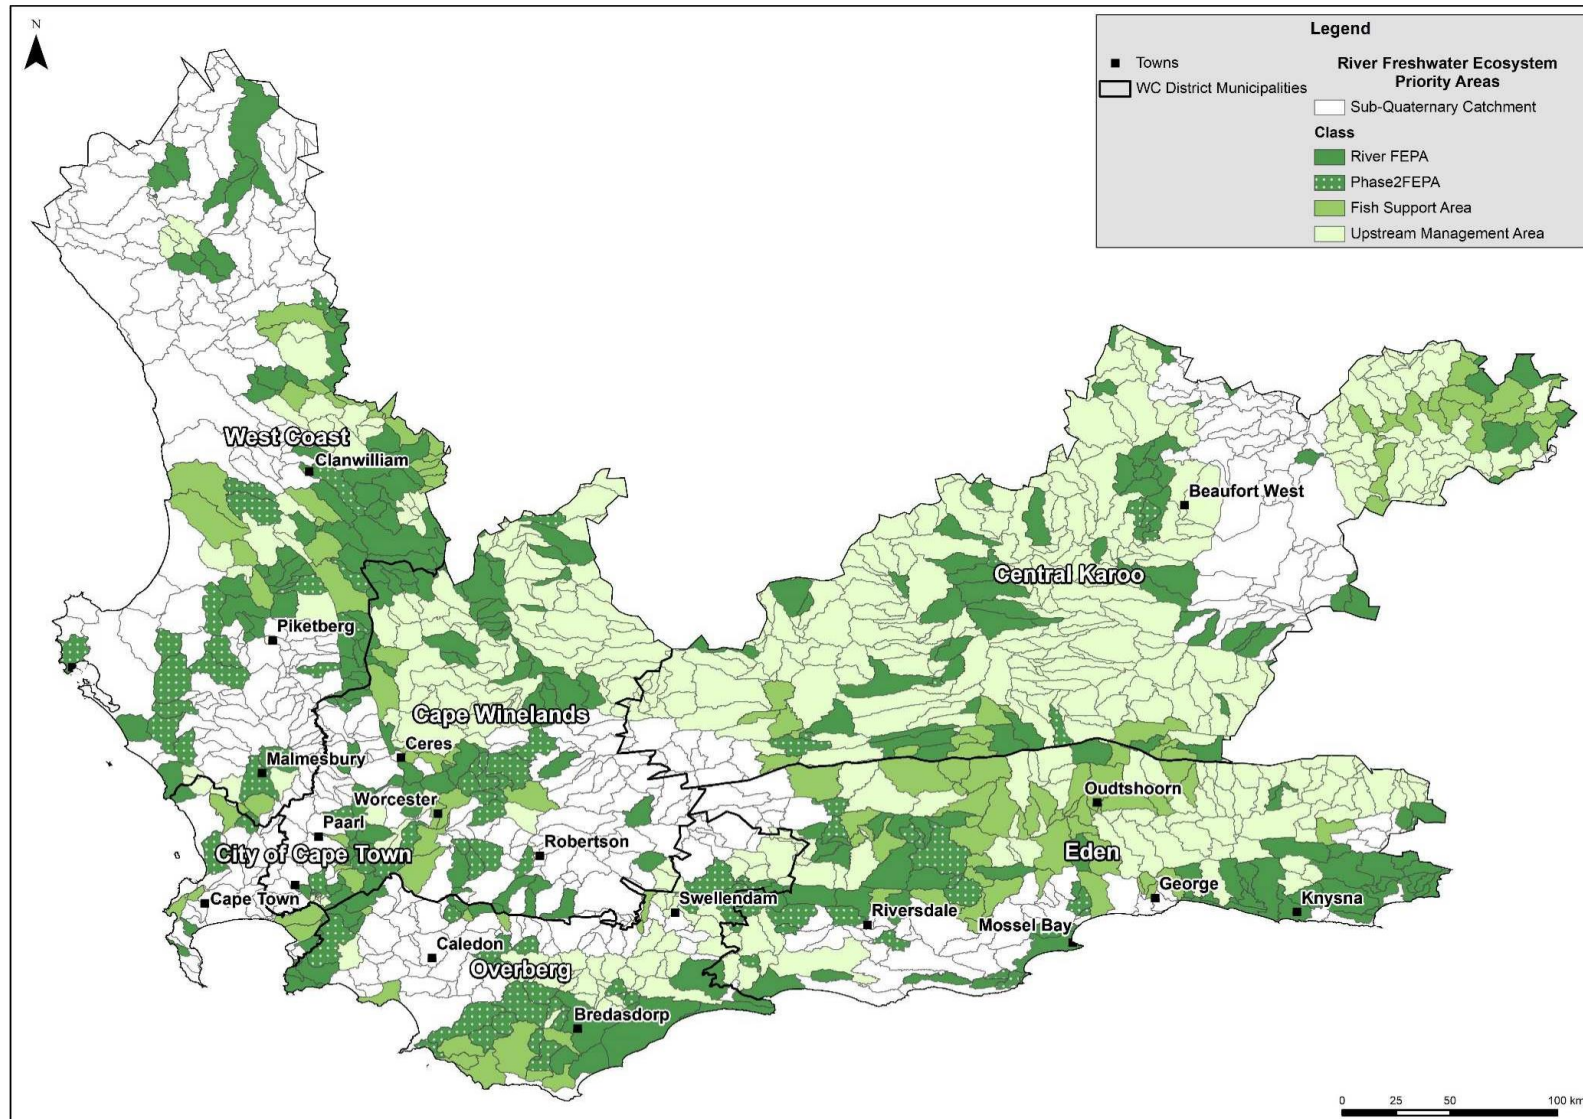 N
Legend
Towns
WC District Municipalities
River Freshwater Ecosystem
Priority Areas
Sub-Quaternary Catchment
Class
River FEPA
Phase2FEPA
Fish Support Area
Upstream Management Area
West Coast
Clanwilliam
Beaufort West
Central Karoo
Piketberg
Cape Winelands
Ceres
Malmesbury
Oudtshoorn
Worcester
Paarl
Robertson
City of Cape Town
Eden
George
Cape Town
Swellendam
Knysna
Riversdale
Mossel Bay
Caledon
Overberg
Bredasdorp
0 25 50 100 km